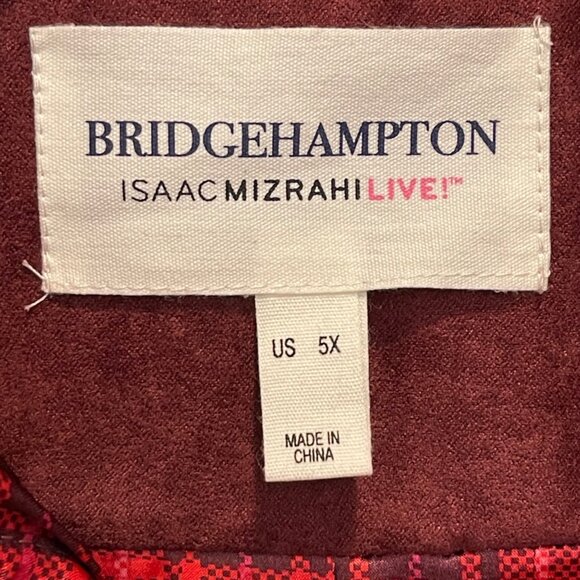 BRIDGEHAMPTON
ISAACMIZRAHILIVE!™
US 5X
MADE IN
CHINA